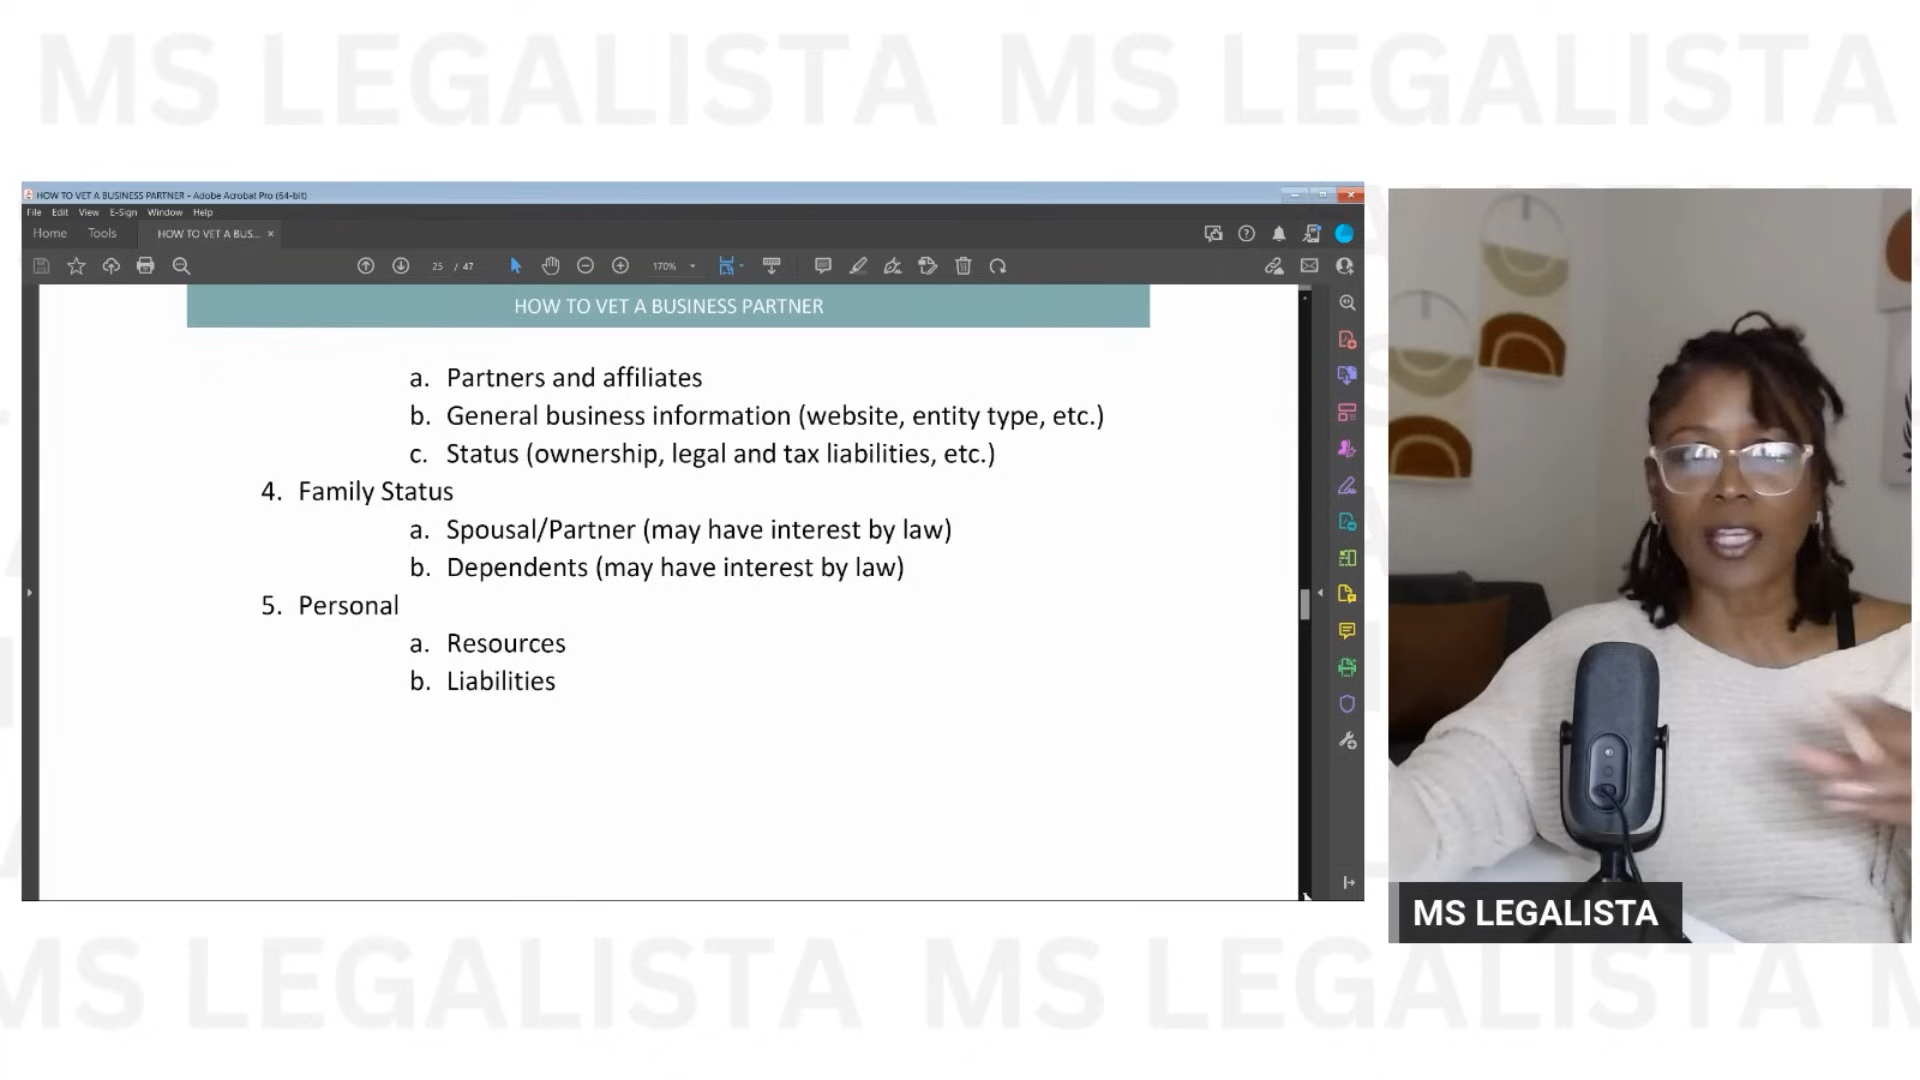 MS LEGALISTA MS LEGALISTA
HOW TO VET A BUSINESS PARTNER - Adobe Acrobat Pro (64-bit)
File Edit View E-Sign Window Help
Home Tools HOW TO VET A BUS... ×
25 / 47 170%
HOW TO VET A BUSINESS PARTNER
a. Partners and affiliates
b. General business information (website, entity type, etc.)
c. Status (ownership, legal and tax liabilities, etc.)
4. Family Status
a. Spousal/Partner (may have interest by law)
b. Dependents (may have interest by law)
5. Personal
a. Resources
b. Liabilities
MS LEGALISTA
MS LEGALISTA MS LEGALISTA M